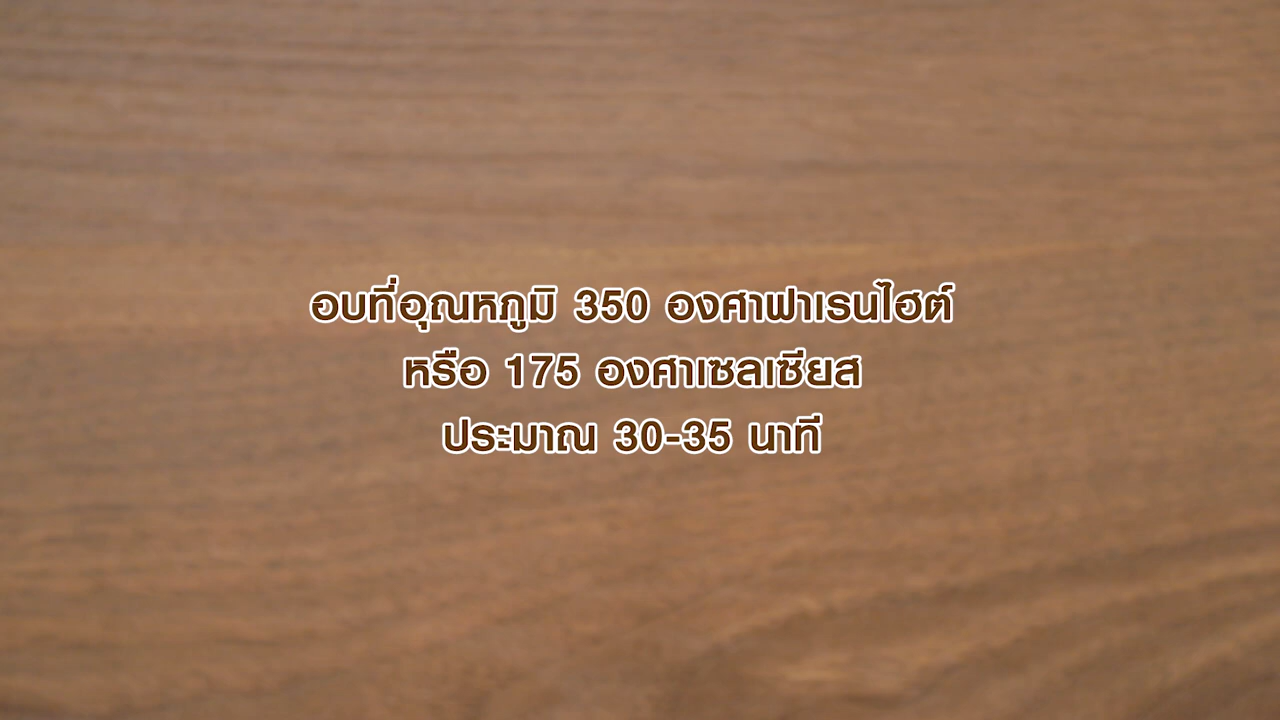 อบที่อุณหภูมิ 350 องศาฟาเรนไฮต์
หรือ 175 องศาเซลเซียส
ประมาณ 30-35 นาที